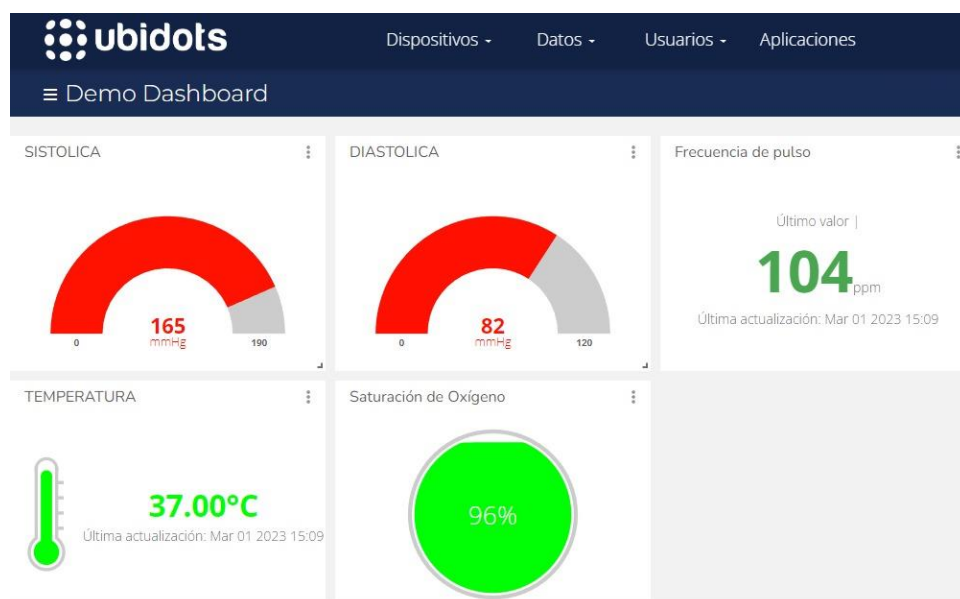 ubidots
Dispositivos Datos Usuarios Aplicaciones
Demo Dashboard
SISTOLICA
165
mmHg
0 190
DIASTOLICA
82
mmHg
0 120
Frecuencia de pulso
Último valor |
104 ppm
Última actualización: Mar 01 2023 15:09
TEMPERATURA
37.00°C
Última actualización: Mar 01 2023 15:09
Saturación de Oxígeno
96%